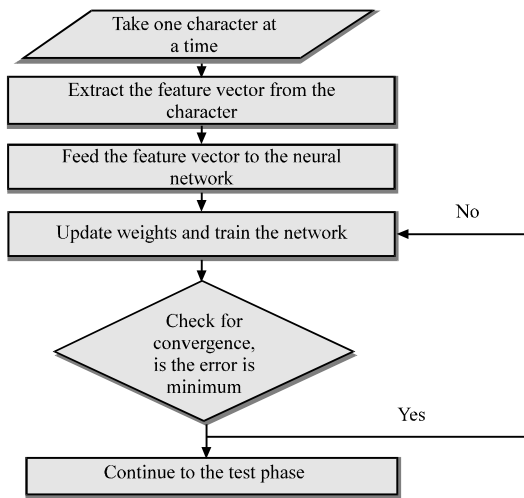 Take one character at
a time
Extract the feature vector from the
character
Feed the feature vector to the neural
network
No
Update weights and train the network
Check for
convergence,
is the error is
minimum
Yes
Continue to the test phase